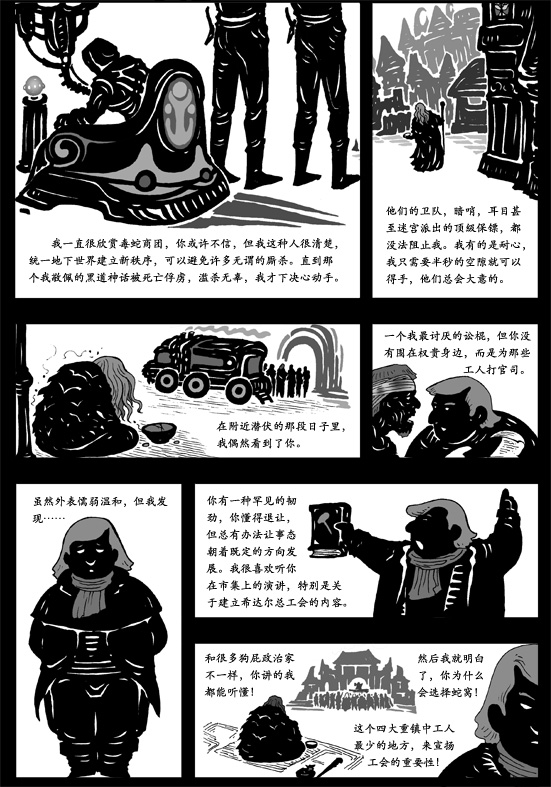 我一直很欣赏毒蛇商团，你或许不信，但我这种人很清楚，
统一地下世界建立新秩序，可以避免许多无谓的厮杀。直到那
个我敬佩的黑道神话被死亡俘虏，滥杀无辜，我才下决心动手。
他们的卫队，暗哨，耳目甚
至迷宫派出的顶级保镖，都
没法阻止我。我有的是耐心，
我只需要半秒的空隙就可以
得手，他们总会大意的。
在附近潜伏的那段日子里，
我偶然看到了你。
一个我最讨厌的讼棍，但你没
有围在权贵身边，而是为那些
工人打官司。
虽然外表懦弱温和，但我发
现……
你有一种罕见的韧
劲，你懂得退让，
但总有办法让事态
朝着既定的方向发
展。我很喜欢听你
在市集上的演讲，特别是关
于建立希达尔总工会的内容。
和很多狗屁政治家
不一样，你讲的我
都能听懂！
然后我就明白
了，你为什么
会选择蛇窝！
这个四大重镇中工人
最少的地方，来宣扬
工会的重要性！